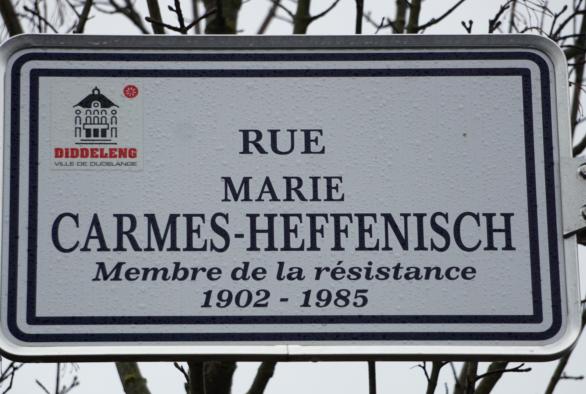 DIDDELENG
VILLE DE DUDELANGE
RUE
MARIE
CARMES-HEFFENISCH
Membre de la résistance
1902 - 1985